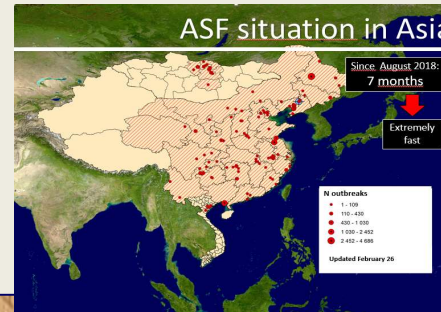 ASF situation in Asia
Since August 2018:
7 months
Extremely
fast
N outbreaks
1 - 109
110 - 430
430 - 1 030
1 030 - 2 452
2 452 - 4 686
Updated February 26